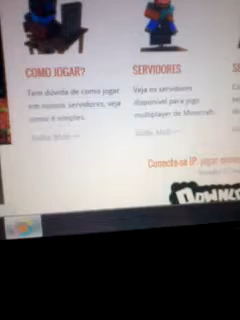 COMO JOGAR?
Tem dúvida de como jogar
em nossos servidores, veja
como é simples.
Saiba Mais
SERVIDORES
Veja os servidores
disponivel para jogo
multiplayer de Minecraft.
Saiba Mais
Conecte-se IP: jogar